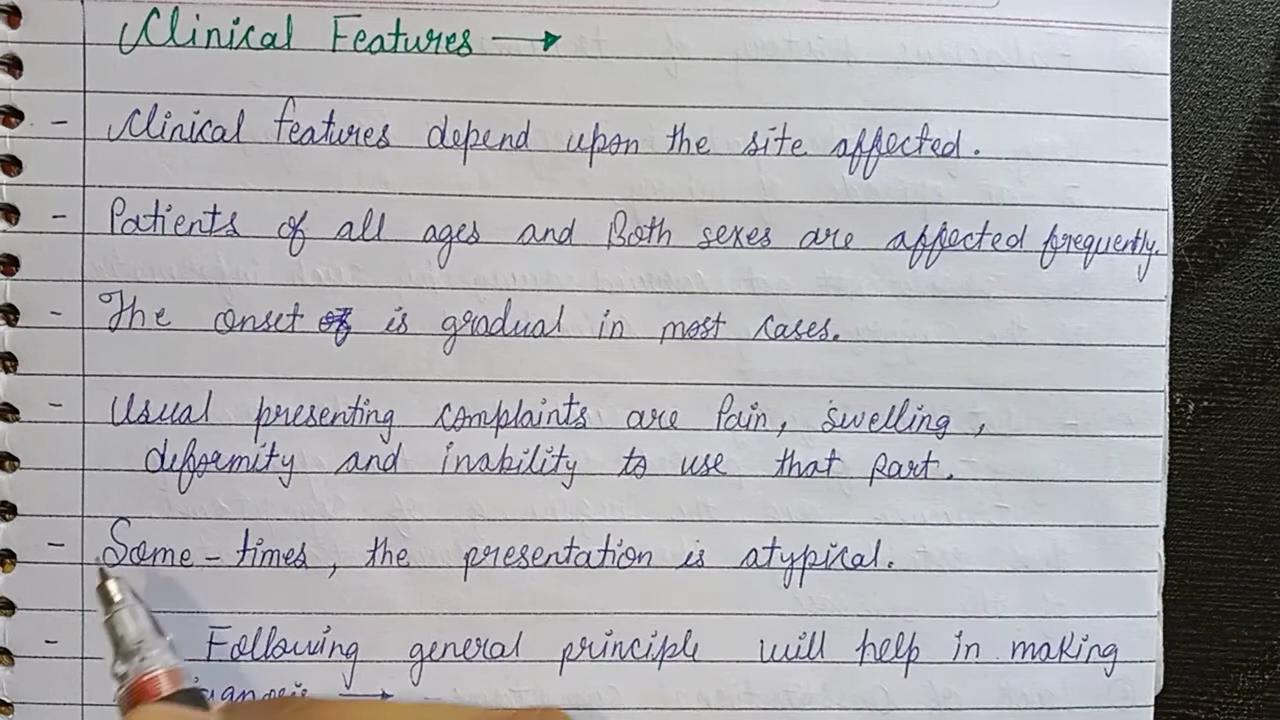 Clinical Features →
- Clinical features depend upon the site affected.
- Patients of all ages and Both sexes are affected frequently.
- The onset is gradual in most cases.
- Usual presenting complaints are Pain, Swelling,
deformity and inability to use that part.
- Some-times, the presentation is atypical.
- Following general principle will help in making
→